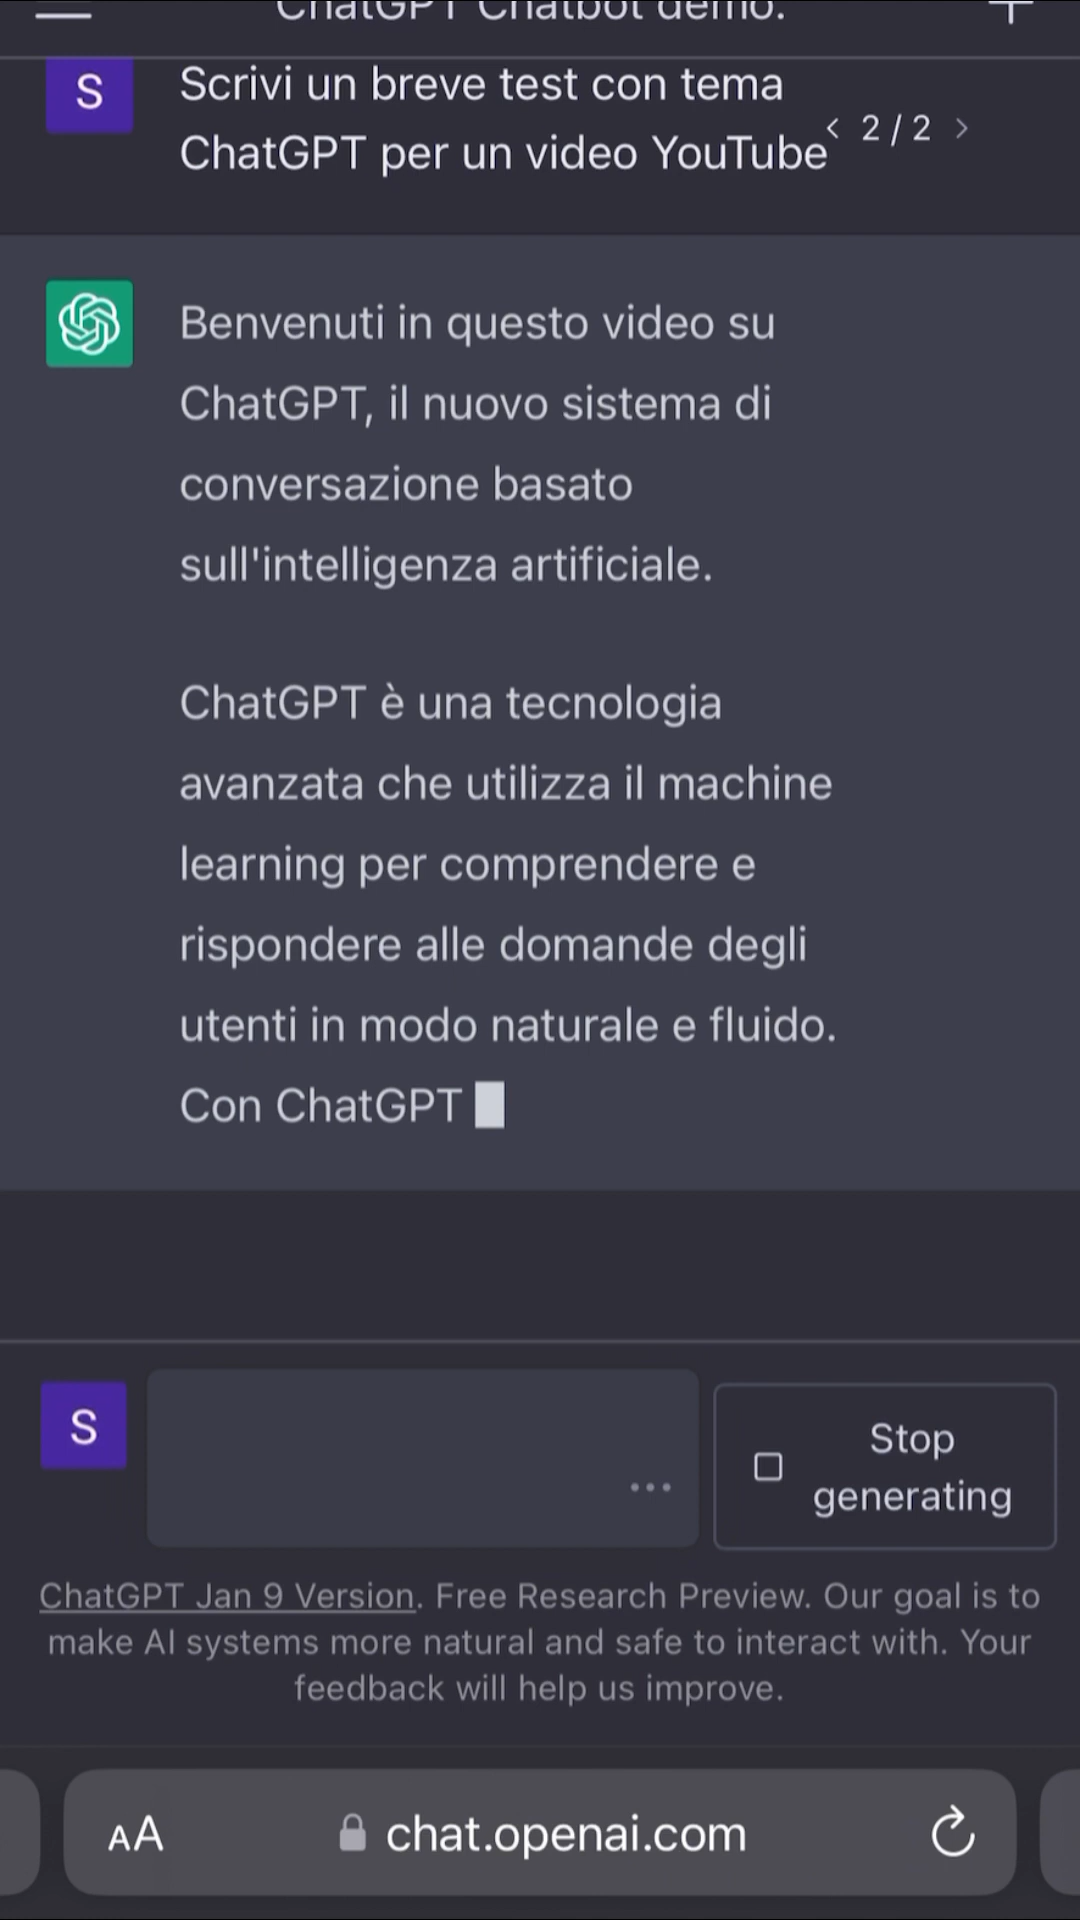 ChatGPT Chatbot demo.
S
Scrivi un breve test con tema
ChatGPT per un video YouTube
< 2 / 2 >
Benvenuti in questo video su
ChatGPT, il nuovo sistema di
conversazione basato
sull'intelligenza artificiale.
ChatGPT è una tecnologia
avanzata che utilizza il machine
learning per comprendere e
rispondere alle domande degli
utenti in modo naturale e fluido.
Con ChatGPT
S
...
Stop
generating
ChatGPT Jan 9 Version. Free Research Preview. Our goal is to
make AI systems more natural and safe to interact with. Your
feedback will help us improve.
AA
chat.openai.com